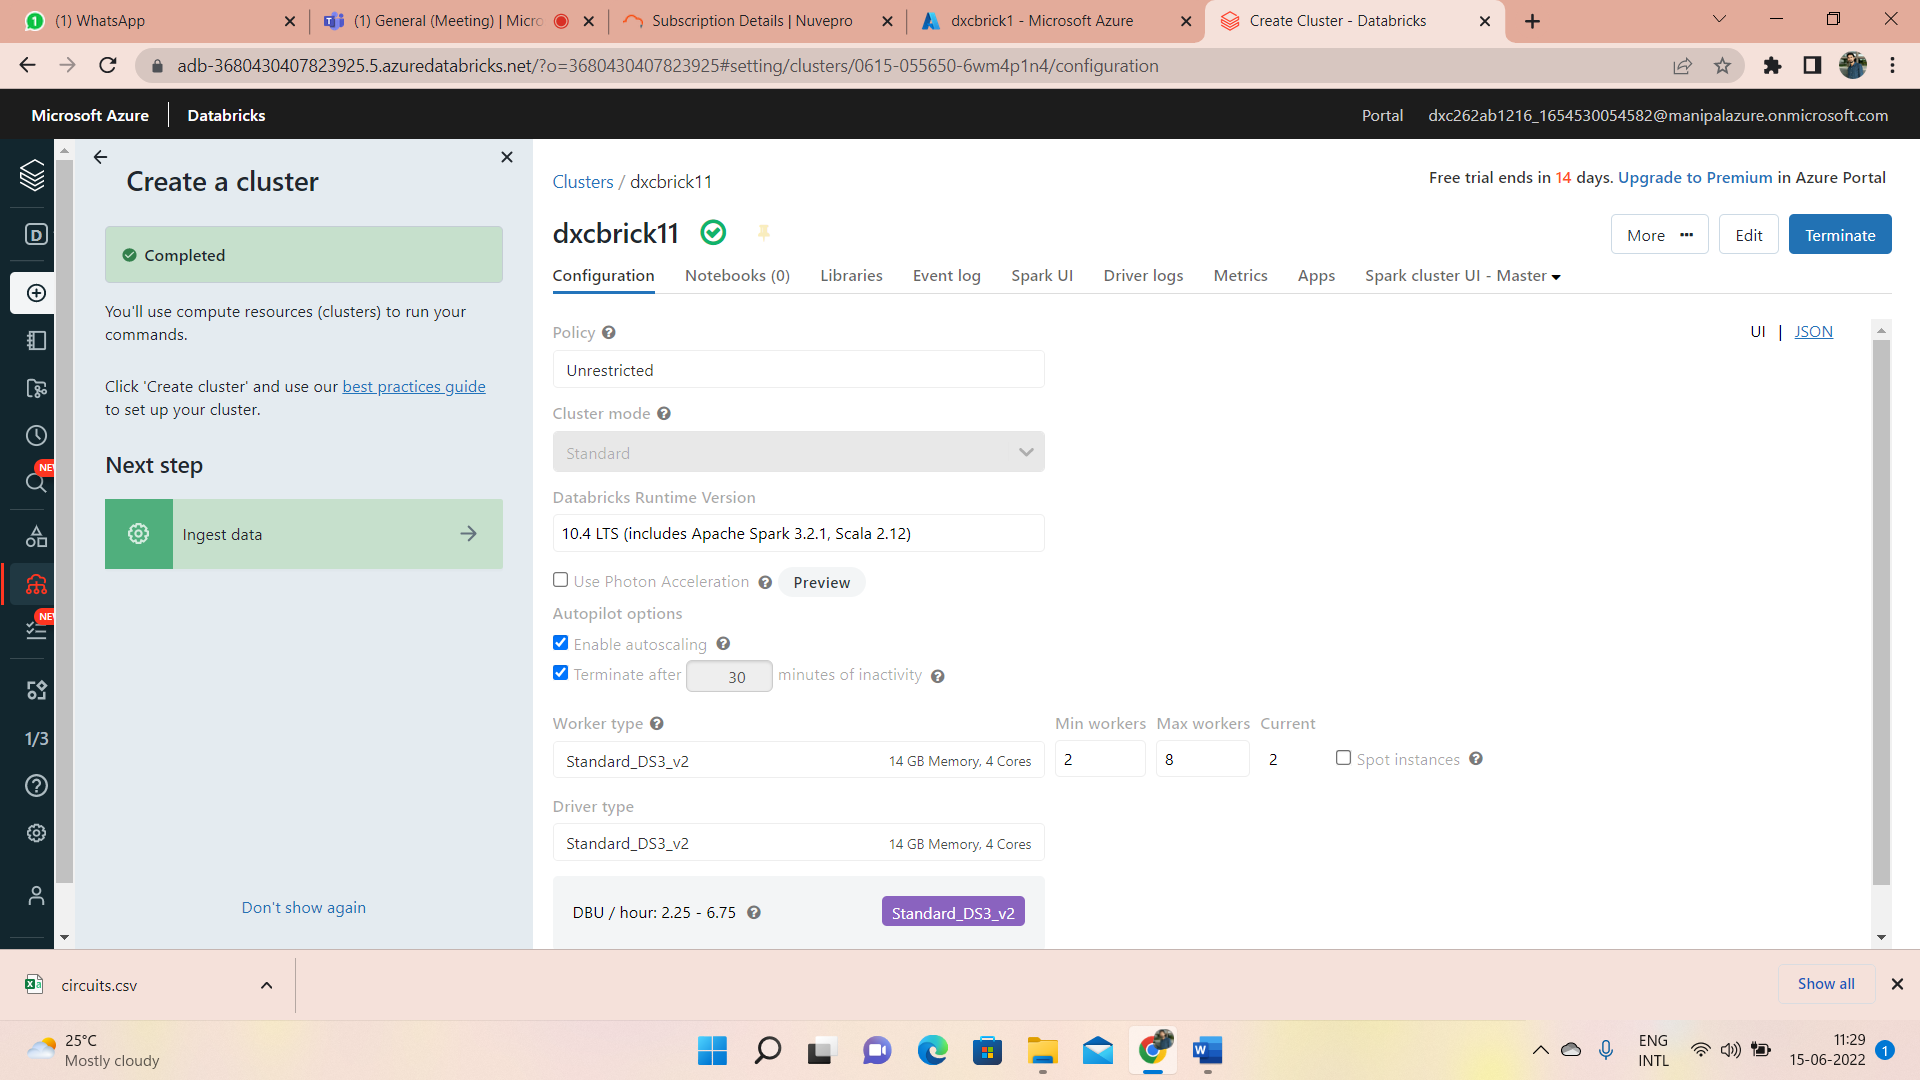 (1) WhatsApp
(1) General (Meeting) | Micro
Subscription Details | Nuvepro
dxcbrick1 - Microsoft Azure
Create Cluster - Databricks
adb-3680430407823925.5.azuredatabricks.net/?o=3680430407823925#setting/clusters/0615-055650-6wm4p1n4/configuration
Microsoft Azure
Databricks
Portal
dxc262ab1216_1654530054582@manipalazure.onmicrosoft.com
D
NEW
NEW
1/3
Create a cluster
Completed
You'll use compute resources (clusters) to run your
commands.
Click 'Create cluster' and use our best practices guide
to set up your cluster.
Next step
Ingest data
Don't show again
Clusters / dxcbrick11
Free trial ends in 14 days. Upgrade to Premium in Azure Portal
dxcbrick11
More ···
Edit
Terminate
Configuration
Notebooks (0)
Libraries
Event log
Spark UI
Driver logs
Metrics
Apps
Spark cluster UI - Master
UI | JSON
Policy
Unrestricted
Cluster mode
Standard
Databricks Runtime Version
10.4 LTS (includes Apache Spark 3.2.1, Scala 2.12)
Use Photon Acceleration
Preview
Autopilot options
Enable autoscaling
Terminate after 30 minutes of inactivity
Worker type
Min workers
Max workers
Current
Standard_DS3_v2
14 GB Memory, 4 Cores
2
8
2
Spot instances
Driver type
Standard_DS3_v2
14 GB Memory, 4 Cores
DBU / hour: 2.25 - 6.75
Standard_DS3_v2
circuits.csv
Show all
25°C
Mostly cloudy
ENG
INTL
11:29
15-06-2022
1